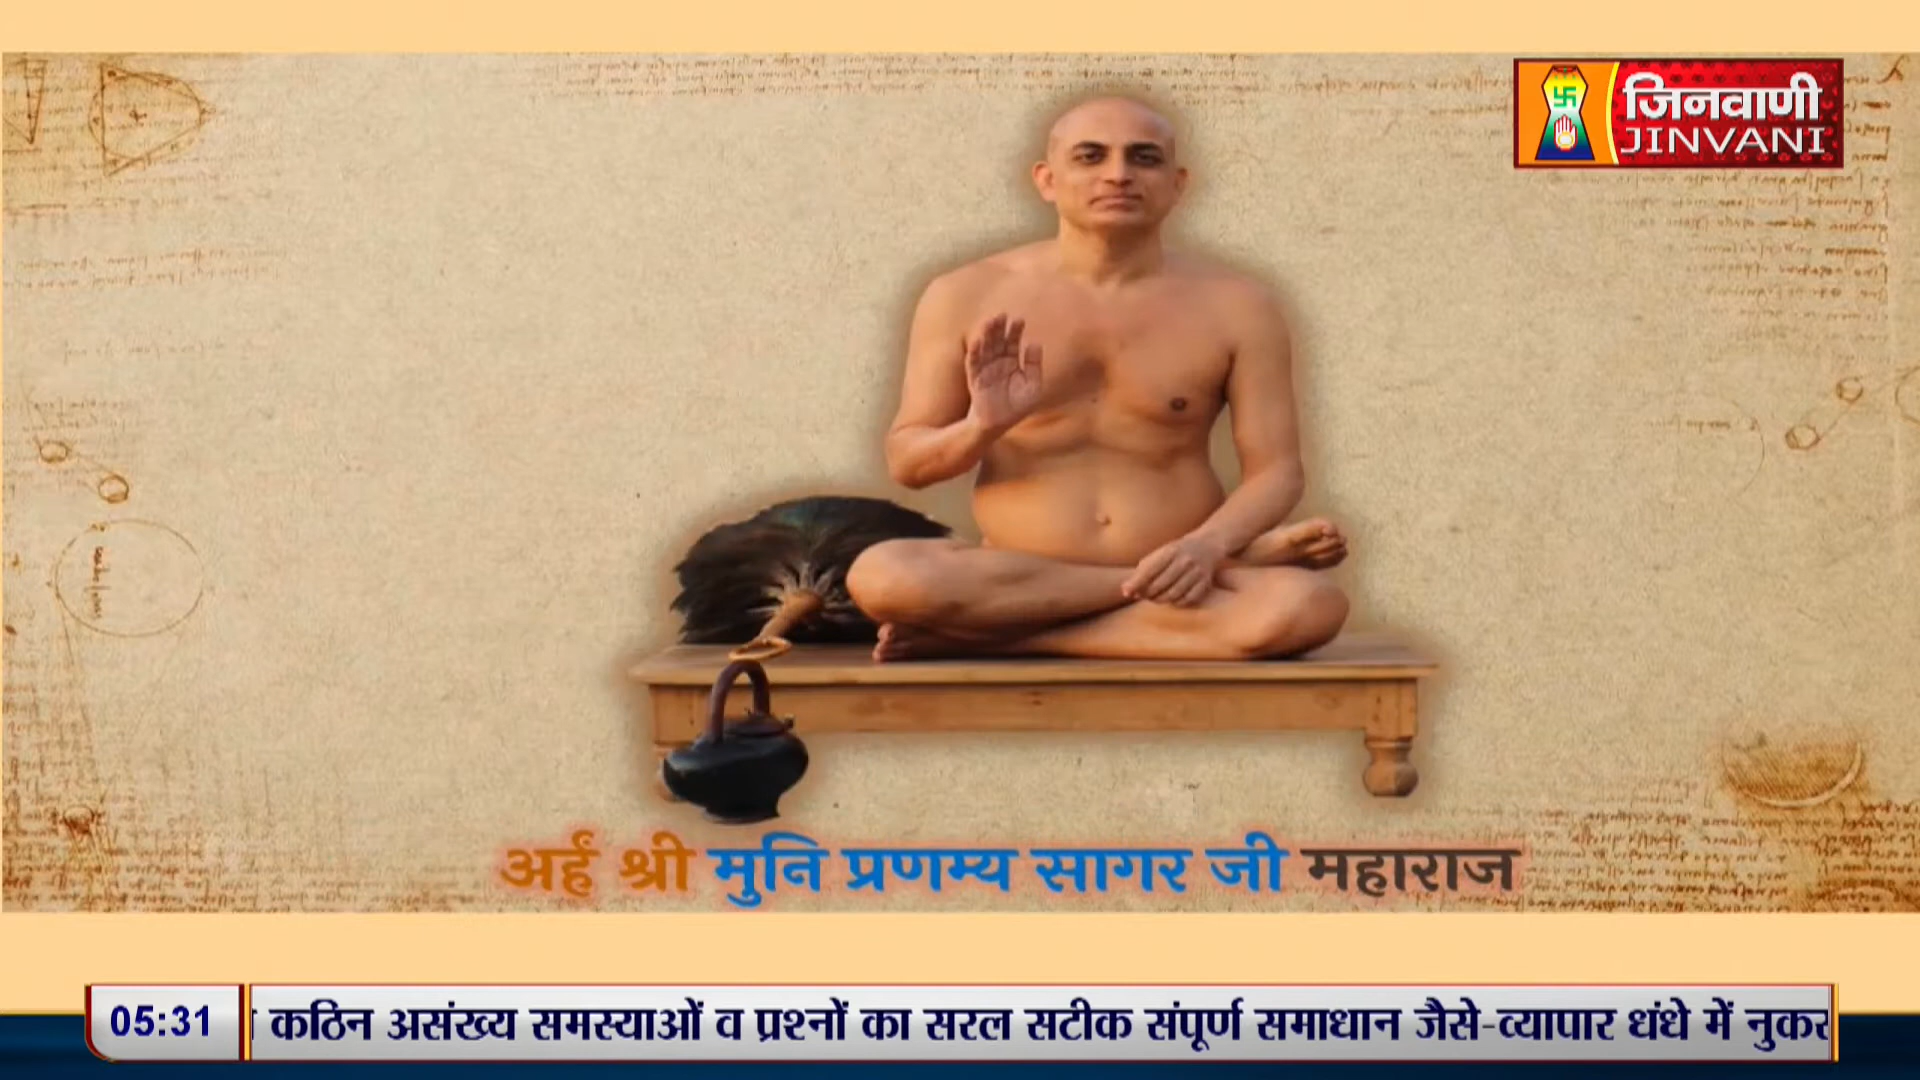 जिनवाणी
JINVANI
अर्हं श्री मुनि प्रणम्य सागर जी महाराज
05:31
कठिन असंख्य समस्याओं व प्रश्नों का सरल सटीक संपूर्ण समाधान जैसे-व्यापार धंधे में